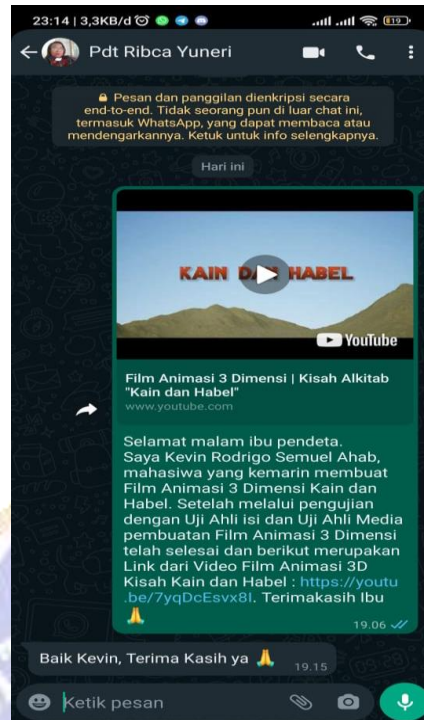 23:14 | 3,3KB/d
19
Pdt Ribca Yuneri
Pesan dan panggilan dienkripsi secara
end-to-end. Tidak seorang pun di luar chat ini,
termasuk WhatsApp, yang dapat membaca atau
mendengarkannya. Ketuk untuk info selengkapnya.
Hari ini
KAIN DAN HABEL
YouTube
Film Animasi 3 Dimensi | Kisah Alkitab
"Kain dan Habel"
www.youtube.com
Selamat malam ibu pendeta.
Saya Kevin Rodrigo Semuel Ahab,
mahasiwa yang kemarin membuat
Film Animasi 3 Dimensi Kain dan
Habel. Setelah melalui pengujian
dengan Uji Ahli isi dan Uji Ahli Media
pembuatan Film Animasi 3 Dimensi
telah selesai dan berikut merupakan
Link dari Video Film Animasi 3D
Kisah Kain dan Habel : https://youtu
.be/7yqDcEsvx8I. Terimakasih Ibu
🙏
19.06
Baik Kevin, Terima Kasih ya 🙏 19.15
Ketik pesan